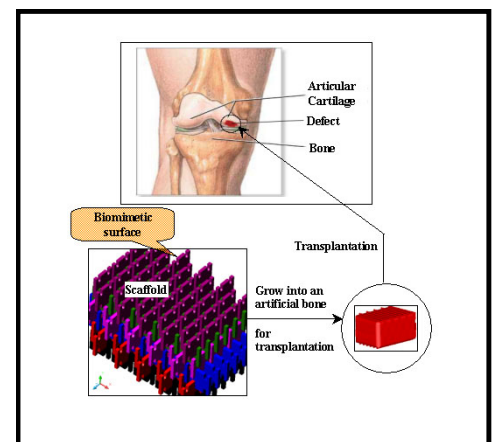 Articular
Cartilage
Defect
Bone
Biomimetic
surface
Transplantation
Scaffold
Grow into an
artificial bone
for
transplantation